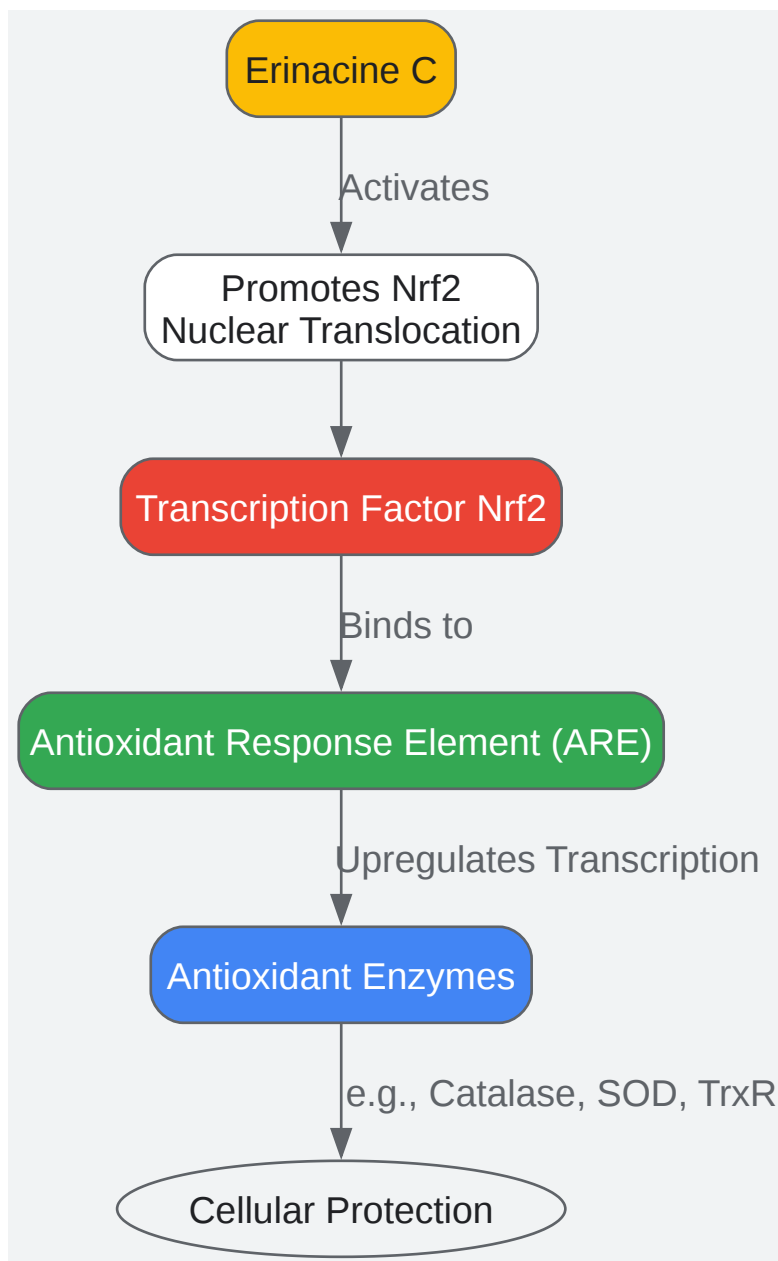 Erinacine C
Activates
Promotes Nrf2
Nuclear Translocation
Transcription Factor Nrf2
Binds to
Antioxidant Response Element (ARE)
Upregulates Transcription
Antioxidant Enzymes
e.g., Catalase, SOD, TrxR
Cellular Protection